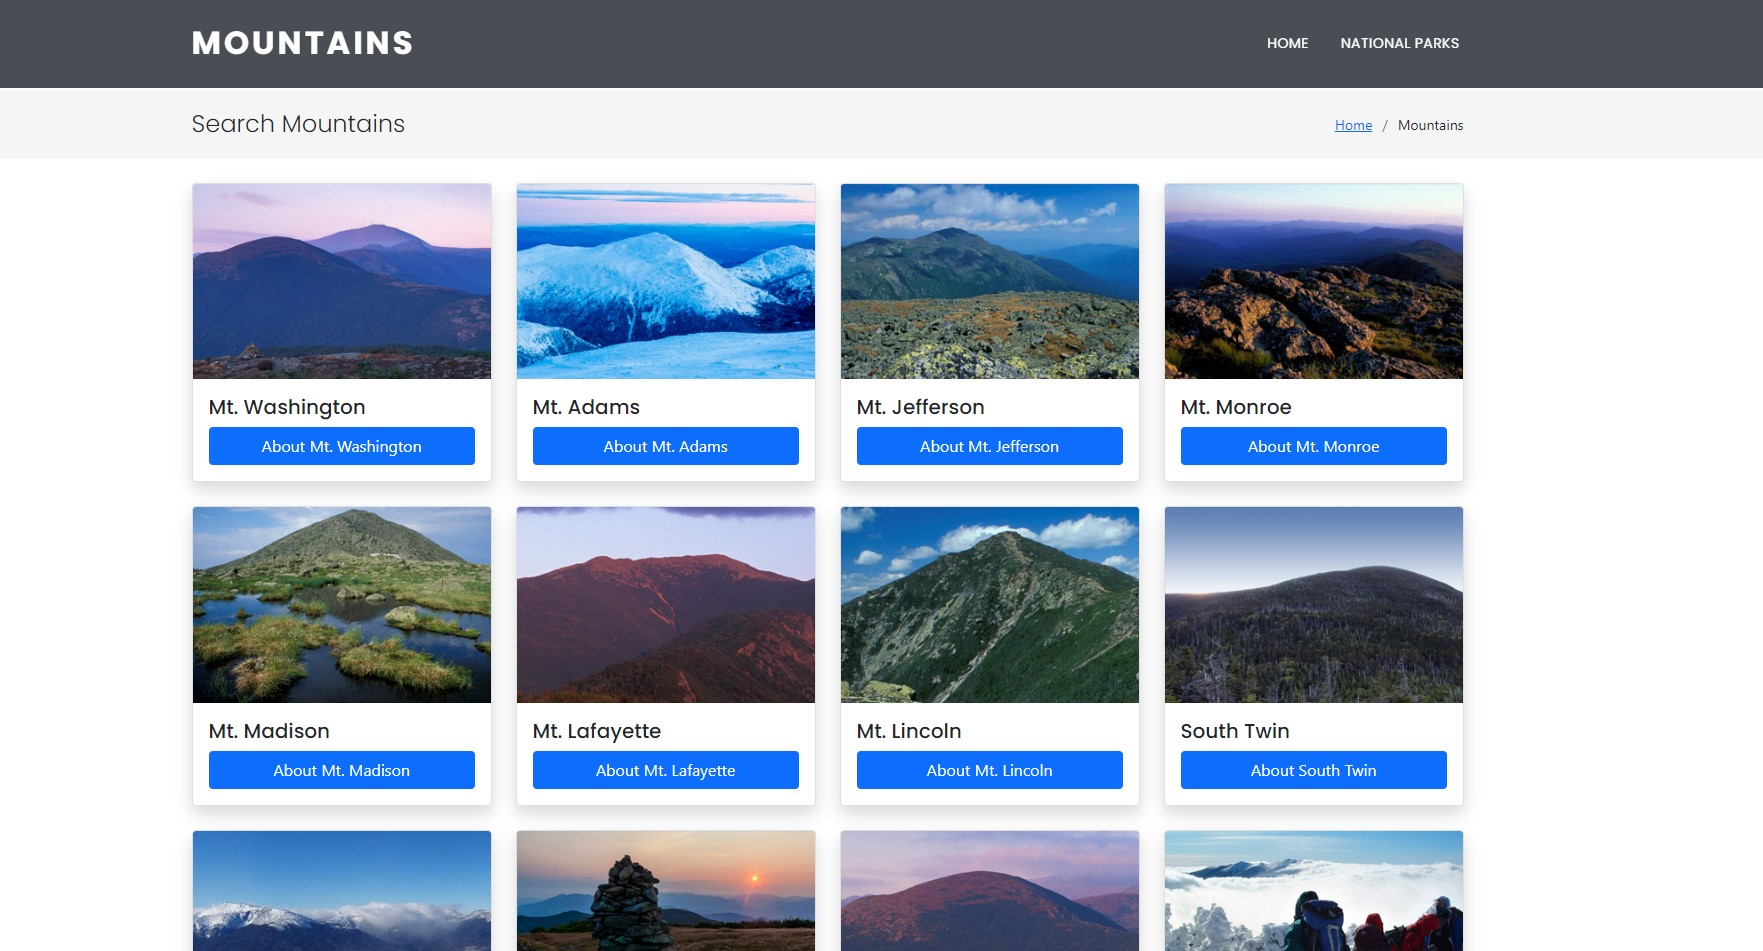 MOUNTAINS
HOME NATIONAL PARKS
Search Mountains
Home / Mountains
Mt. Washington
About Mt. Washington
Mt. Adams
About Mt. Adams
Mt. Jefferson
About Mt. Jefferson
Mt. Monroe
About Mt. Monroe
Mt. Madison
About Mt. Madison
Mt. Lafayette
About Mt. Lafayette
Mt. Lincoln
About Mt. Lincoln
South Twin
About South Twin